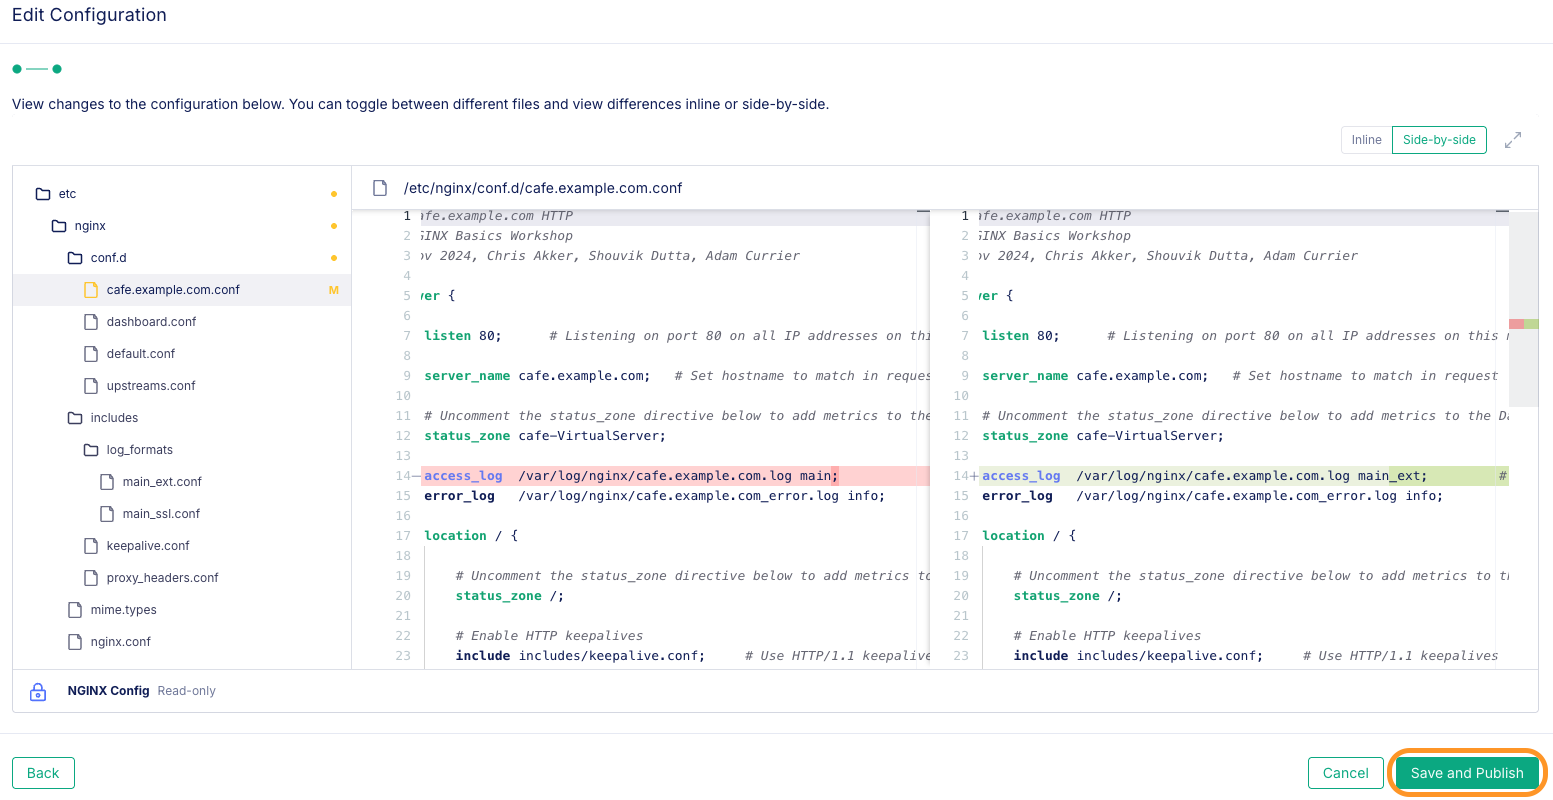 Edit Configuration
View changes to the configuration below. You can toggle between different files and view differences inline or side-by-side.
Inline Side-by-side
etc
nginx
conf.d
cafe.example.com.conf M
dashboard.conf
default.conf
upstreams.conf
includes
log_formats
main_ext.conf
main_ssl.conf
keepalive.conf
proxy_headers.conf
mime.types
nginx.conf
/etc/nginx/conf.d/cafe.example.com.conf
1 afe.example.com HTTP
2 GINX Basics Workshop
3 ov 2024, Chris Akker, Shouvik Dutta, Adam Currier
4
5 ver {
6
7 listen 80; # Listening on port 80 on all IP addresses on thi
8
9 server_name cafe.example.com; # Set hostname to match in reques
10
11 # Uncomment the status_zone directive below to add metrics to the
12 status_zone cafe-VirtualServer;
13
14— access_log /var/log/nginx/cafe.example.com.log main;
15 error_log /var/log/nginx/cafe.example.com_error.log info;
16
17 location / {
18
19 # Uncomment the status_zone directive below to add metrics to
20 status_zone /;
21
22 # Enable HTTP keepalives
23 include includes/keepalive.conf; # Use HTTP/1.1 keepalive
1 afe.example.com HTTP
2 GINX Basics Workshop
3 ov 2024, Chris Akker, Shouvik Dutta, Adam Currier
4
5 ver {
6
7 listen 80; # Listening on port 80 on all IP addresses on this
8
9 server_name cafe.example.com; # Set hostname to match in request
10
11 # Uncomment the status_zone directive below to add metrics to the Da
12 status_zone cafe-VirtualServer;
13
14+ access_log /var/log/nginx/cafe.example.com.log main_ext; #
15 error_log /var/log/nginx/cafe.example.com_error.log info;
16
17 location / {
18
19 # Uncomment the status_zone directive below to add metrics to th
20 status_zone /;
21
22 # Enable HTTP keepalives
23 include includes/keepalive.conf; # Use HTTP/1.1 keepalives
NGINX Config Read-only
Back
Cancel
Save and Publish